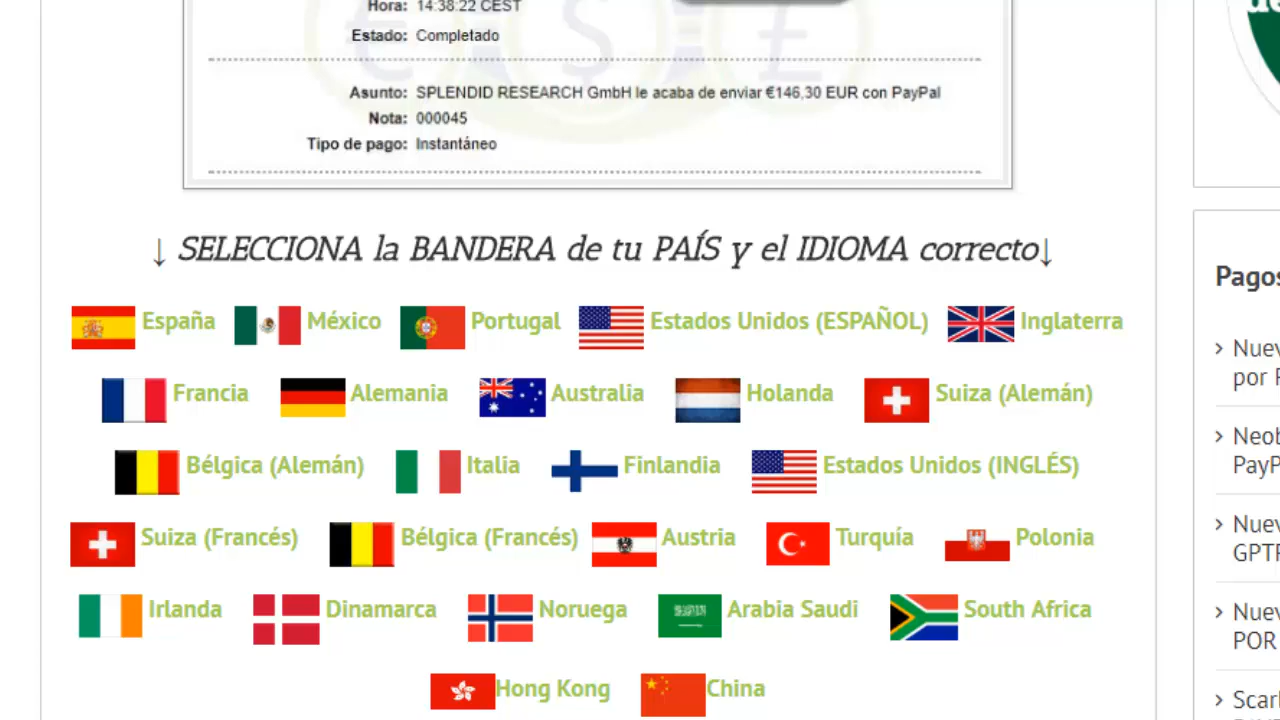 Hora: 14:38:22 CEST
Estado: Completado
Asunto: SPLENDID RESEARCH GmbH le acaba de enviar €146,30 EUR con PayPal
Nota: 000045
Tipo de pago: Instantáneo
↓ SELECCIONA la BANDERA de tu PAÍS y el IDIOMA correcto↓
España México Portugal Estados Unidos (ESPAÑOL) Inglaterra
Francia Alemania Australia Holanda Suiza (Alemán)
Bélgica (Alemán) Italia Finlandia Estados Unidos (INGLÉS)
Suiza (Francés) Bélgica (Francés) Austria Turquía Polonia
Irlanda Dinamarca Noruega Arabia Saudi South Africa
Hong Kong China
Pagos
> Nuev
por P
> Neob
PayP
> Nuev
GPTP
> Nuev
POR
> Scarl